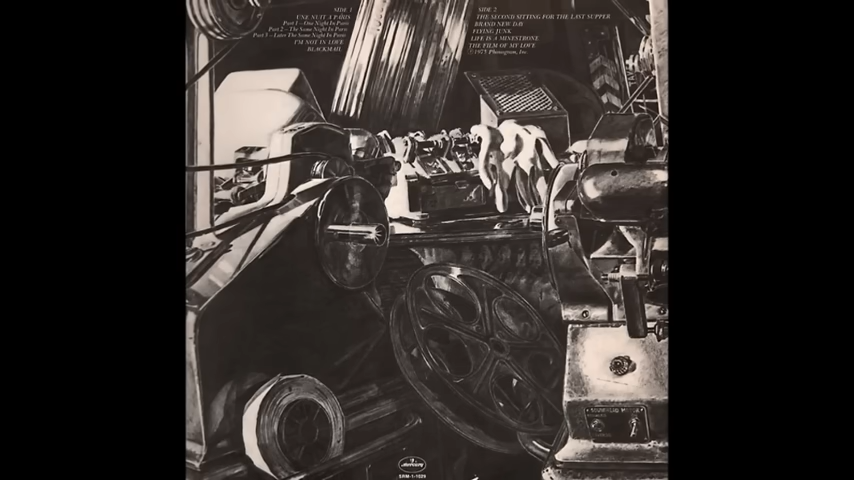 SIDE 1
UNE NUIT A PARIS
Part 1—One Night In Paris
Part 2—The Same Night In Paris
Part 3—Later The Same Night In Paris
I'M NOT IN LOVE
BLACKMAIL
SIDE 2
THE SECOND SITTING FOR THE LAST SUPPER
BRAND NEW DAY
FLYING JUNK
LIFE IS A MINESTRONE
THE FILM OF MY LOVE
℗1975 Phonogram, Inc.
mercury
SRM-1-1029